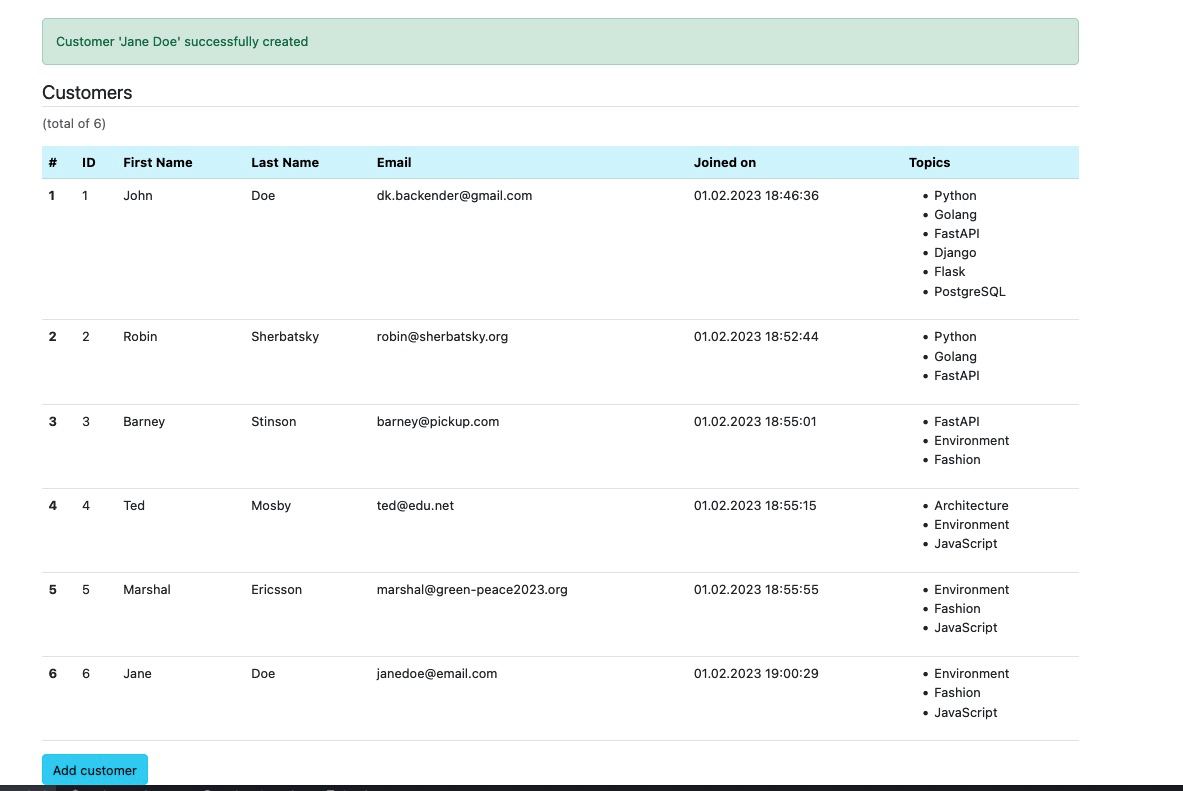 Customer 'Jane Doe' successfully created
Customers
(total of 6)
# ID First Name Last Name Email Joined on Topics
1 1 John Doe dk.backender@gmail.com 01.02.2023 18:46:36 • Python
• Golang
• FastAPI
• Django
• Flask
• PostgreSQL
2 2 Robin Sherbatsky robin@sherbatsky.org 01.02.2023 18:52:44 • Python
• Golang
• FastAPI
3 3 Barney Stinson barney@pickup.com 01.02.2023 18:55:01 • FastAPI
• Environment
• Fashion
4 4 Ted Mosby ted@edu.net 01.02.2023 18:55:15 • Architecture
• Environment
• JavaScript
5 5 Marshal Ericsson marshal@green-peace2023.org 01.02.2023 18:55:55 • Environment
• Fashion
• JavaScript
6 6 Jane Doe janedoe@email.com 01.02.2023 19:00:29 • Environment
• Fashion
• JavaScript
Add customer